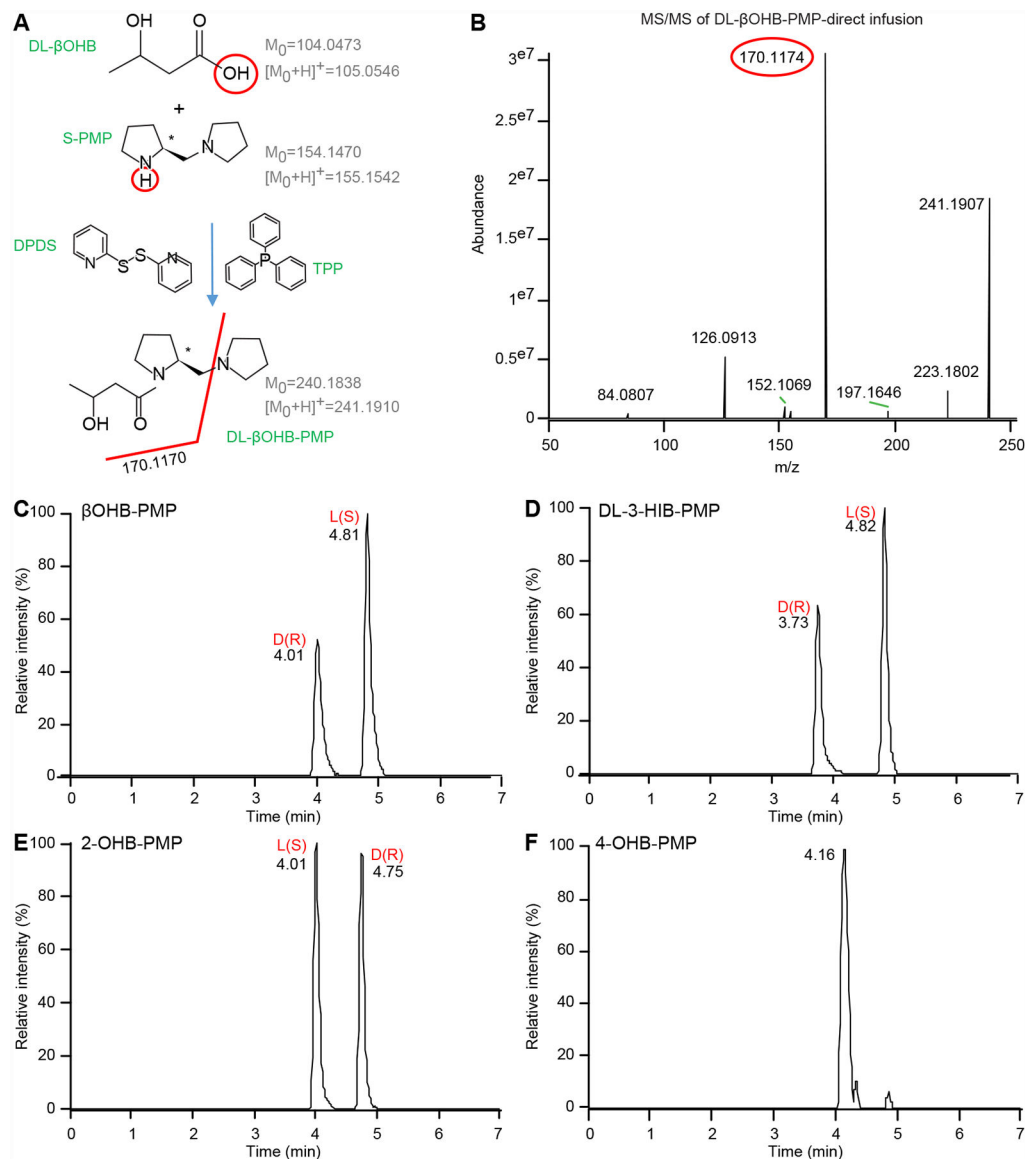 A
OH
O
OH
DL-βOHB
M0=104.0473
[M0+H]+=105.0546
+
S-PMP
*
N
N
H
M0=154.1470
[M0+H]+=155.1542
DPDS
N
S
S
N
P
TPP
*
N
N
OH
O
M0=240.1838
[M0+H]+=241.1910
DL-βOHB-PMP
170.1170
B
MS/MS of DL-βOHB-PMP-direct infusion
Abundance
3e7
2.5e7
2e7
1.5e7
1e7
0.5e7
0
50
100
150
200
250
m/z
84.0807
126.0913
152.1069
170.1174
197.1646
223.1802
241.1907
C
βOHB-PMP
Relative intensity (%)
100
80
60
40
20
0
D(R)
4.01
L(S)
4.81
0 1 2 3 4 5 6 7
Time (min)
D
DL-3-HIB-PMP
Relative intensity (%)
100
80
60
40
20
0
D(R)
3.73
L(S)
4.82
0 1 2 3 4 5 6 7
Time (min)
E
2-OHB-PMP
Relative intensity (%)
100
80
60
40
20
0
L(S)
4.01
D(R)
4.75
0 1 2 3 4 5 6 7
Time (min)
F
4-OHB-PMP
Relative intensity (%)
100
80
60
40
20
0
4.16
0 1 2 3 4 5 6 7
Time (min)